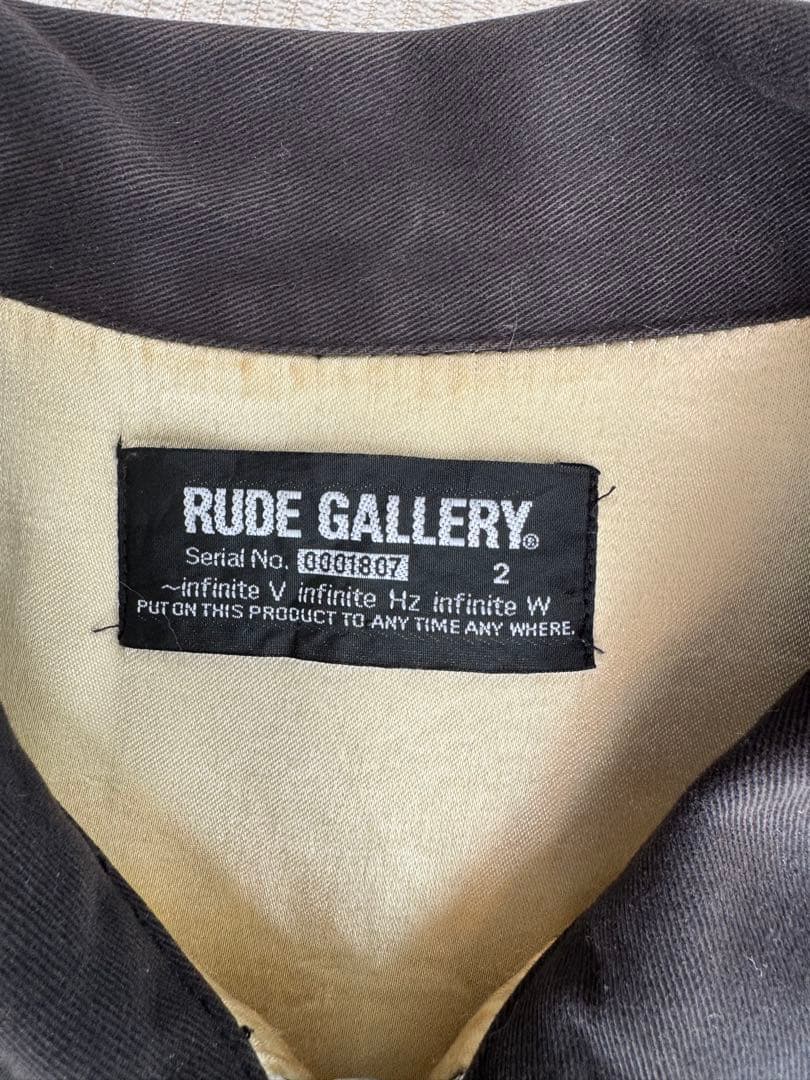 RUDE GALLERY®
Serial No. 0001807 2
~infinite V infinite Hz infinite W
PUT ON THIS PRODUCT TO ANY TIME ANY WHERE.